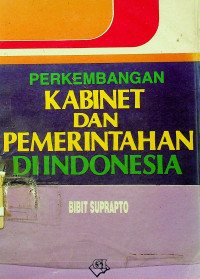 PERKEMBANGAN
KABINET
DAN
PEMERINTAHAN
DI INDONESIA
BIBIT SUPRAPTO